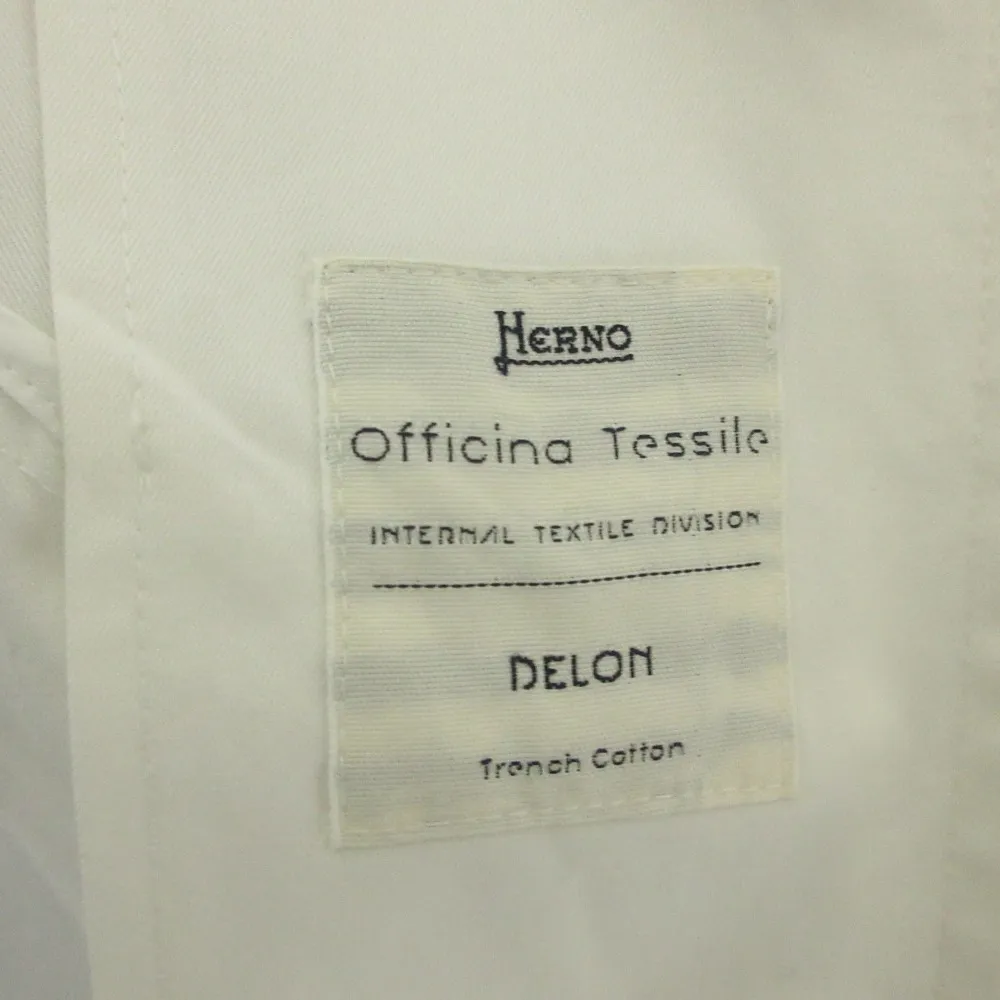 HERNO
Officina Tessile
INTERNAL TEXTILE DIVISION
DELON
Trench Cotton